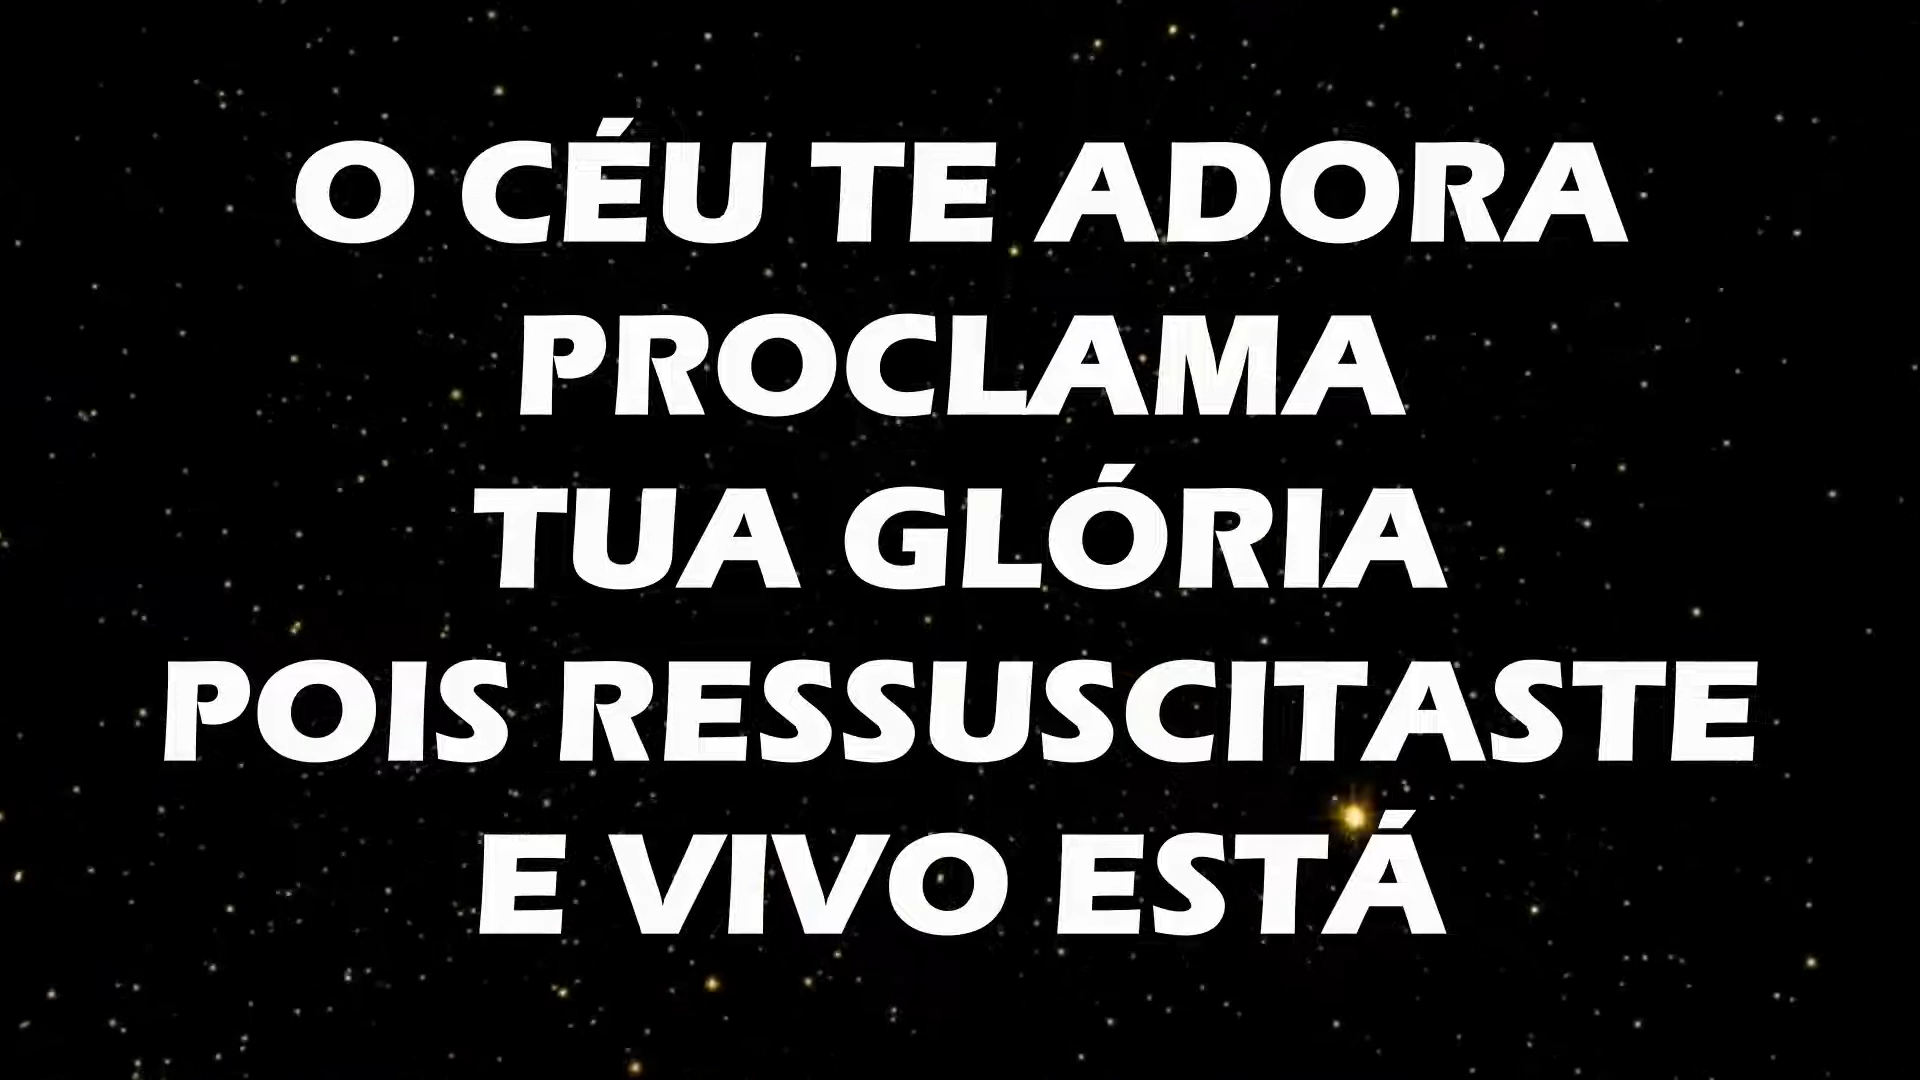 O CÉU TE ADORA
PROCLAMA
TUA GLÓRIA
POIS RESSUSCITASTE
E VIVO ESTÁ